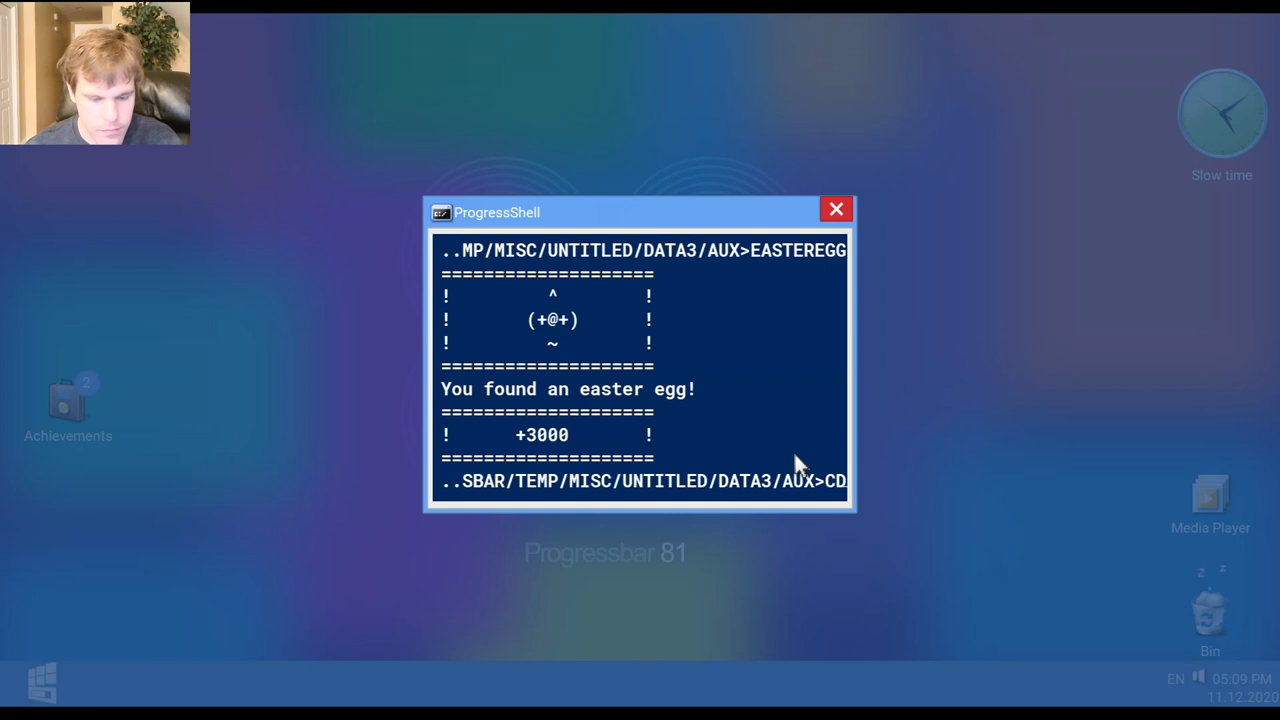 Slow time
ProgressShell
..MP/MISC/UNTITLED/DATA3/AUX>EASTEREGG
====================
! ^ !
! (+@+) !
! ~ !
====================
You found an easter egg!
====================
! +3000 !
====================
..SBAR/TEMP/MISC/UNTITLED/DATA3/AUX>CD
2
Achievements
Media Player
Progressbar 81
z z
Bin
EN 05:09 PM
11.12.2020